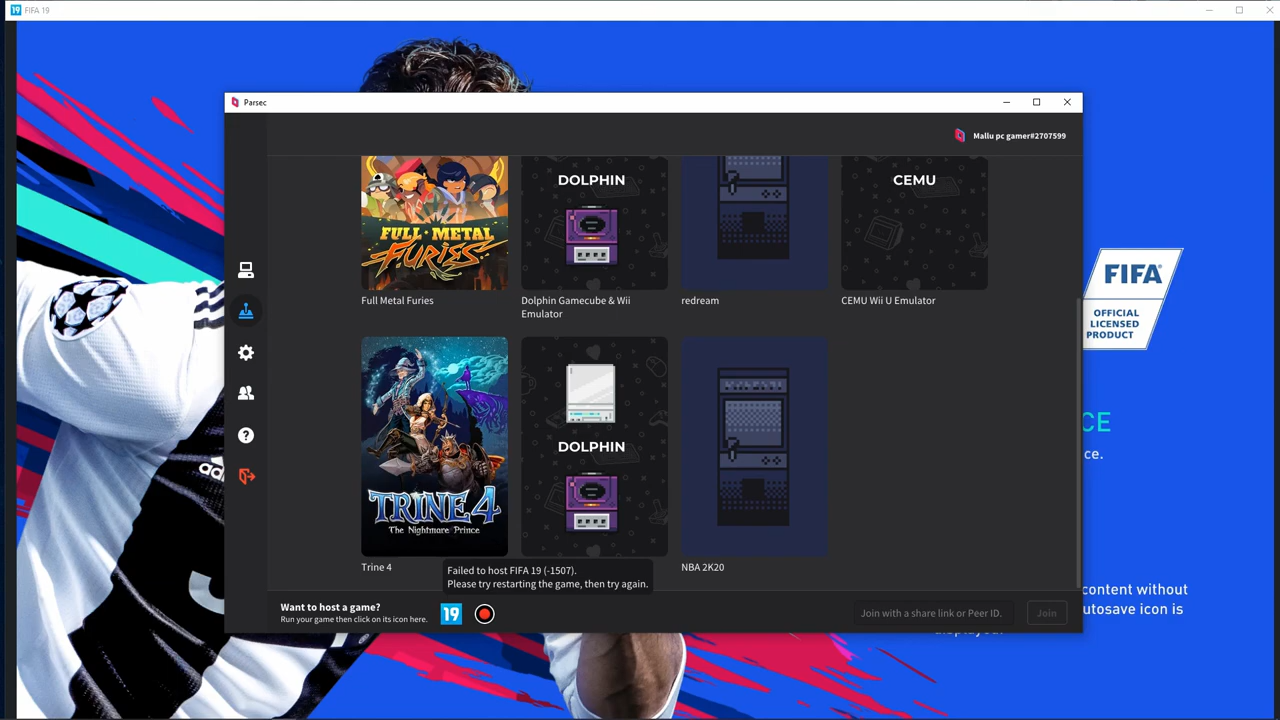 19 FIFA 19
Parsec
Mallu pc gamer#2707599
FULL·METAL
FURIES
DOLPHIN
CEMU
Full Metal Furies
Dolphin Gamecube & Wii
Emulator
redream
CEMU Wii U Emulator
FIFA
OFFICIAL
LICENSED
PRODUCT
CE
ce.
TRINE 4
The Nightmare Prince
DOLPHIN
Trine 4
NBA 2K20
Failed to host FIFA 19 (-1507).
Please try restarting the game, then try again.
content without
utosave icon is
Want to host a game?
Run your game then click on its icon here.
19
Join with a share link or Peer ID.
Join